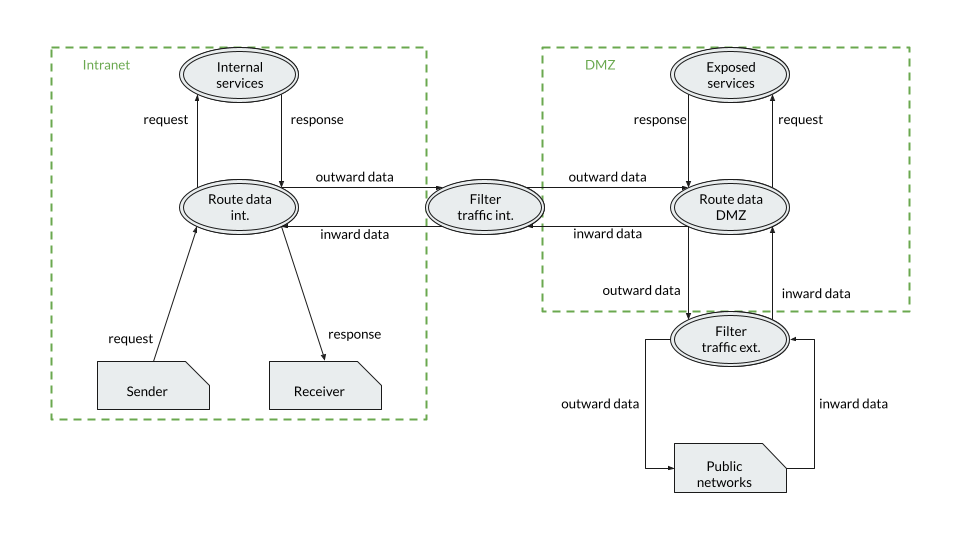 Intranet
Internal
services
DMZ
Exposed
services
request
response
response
request
outward data
outward data
Route data
int.
Filter
traffic int.
Route data
DMZ
inward data
inward data
outward data
inward data
request
response
Filter
traffic ext.
Sender
Receiver
outward data
inward data
Public
networks